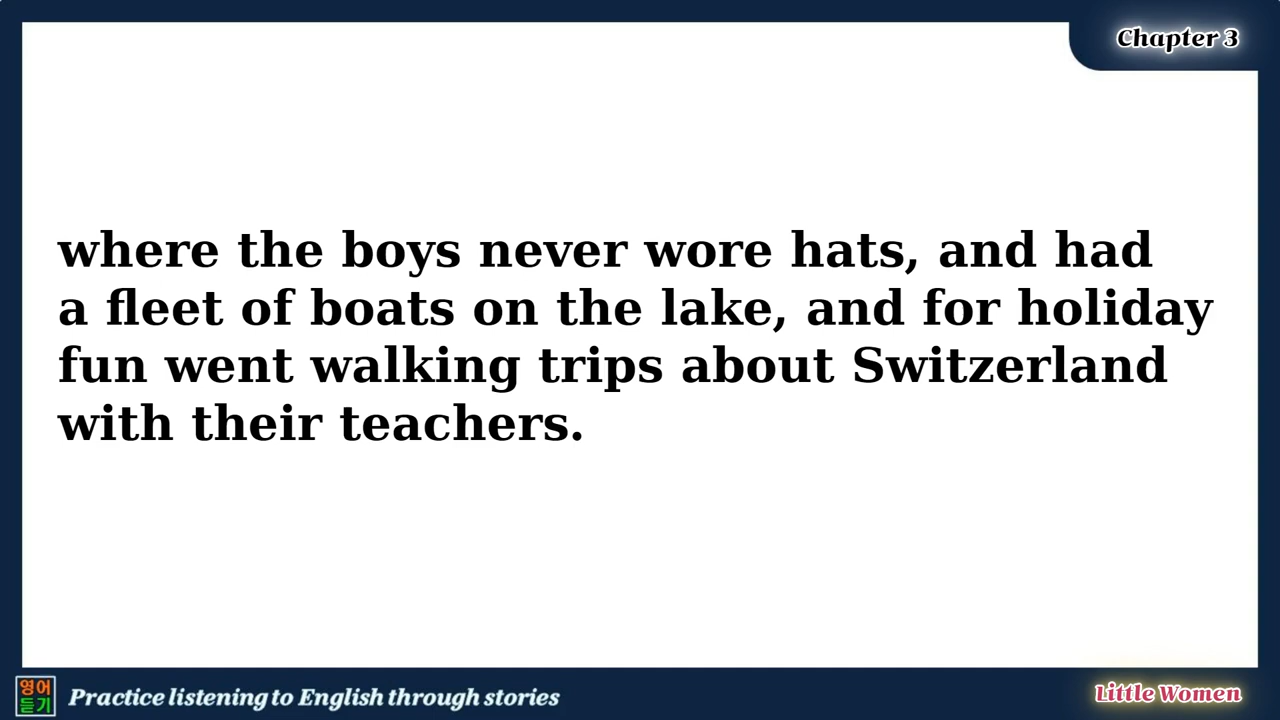 Chapter 3
where the boys never wore hats, and had
a fleet of boats on the lake, and for holiday
fun went walking trips about Switzerland
with their teachers.
영어
듣기
Practice listening to English through stories
Little Women